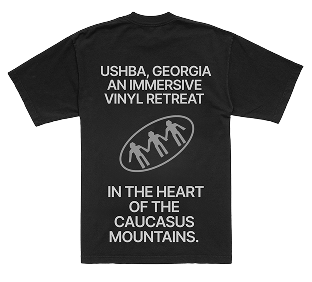 USHBA, GEORGIA
AN IMMERSIVE
VINYL RETREAT
IN THE HEART
OF THE
CAUCASUS
MOUNTAINS.